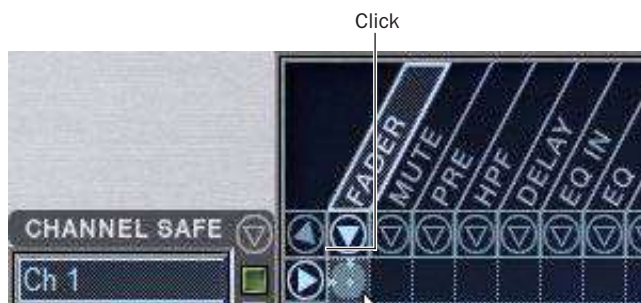 Click
FADER
MUTE
PRE
HPF
DELAY
EQ IN
EQ
CHANNEL SAFE
Ch 1